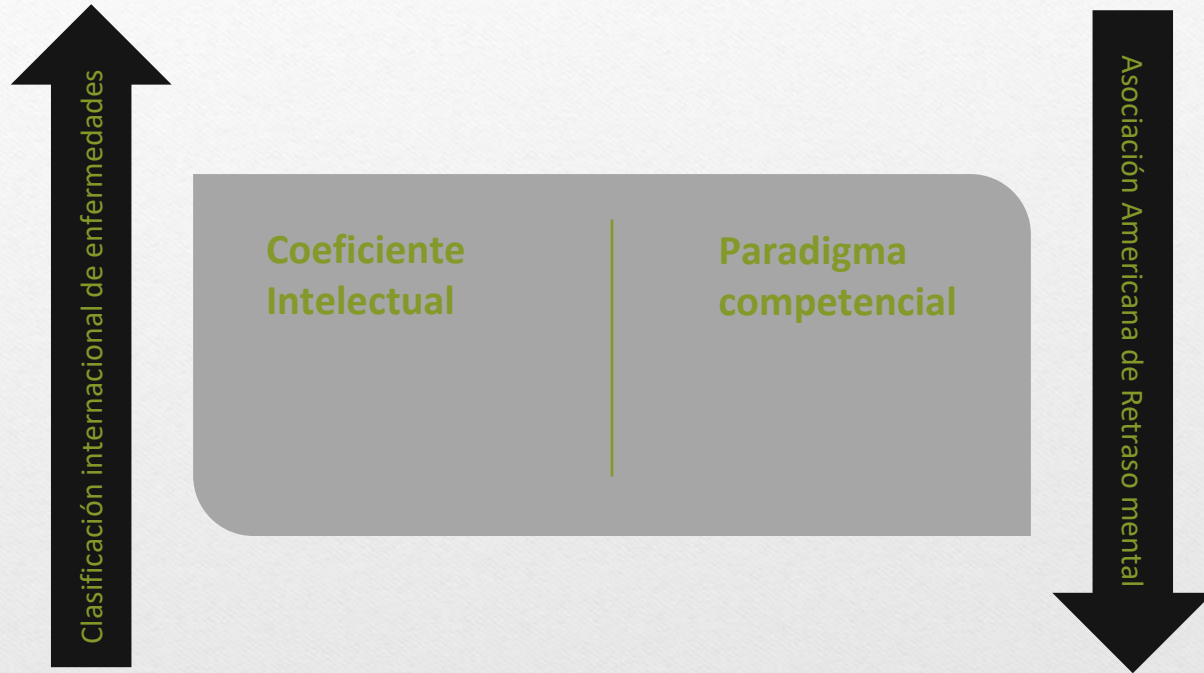 Clasificación internacional de enfermedades
Coeficiente
Intelectual
Paradigma
competencial
Asociación Americana de Retraso mental